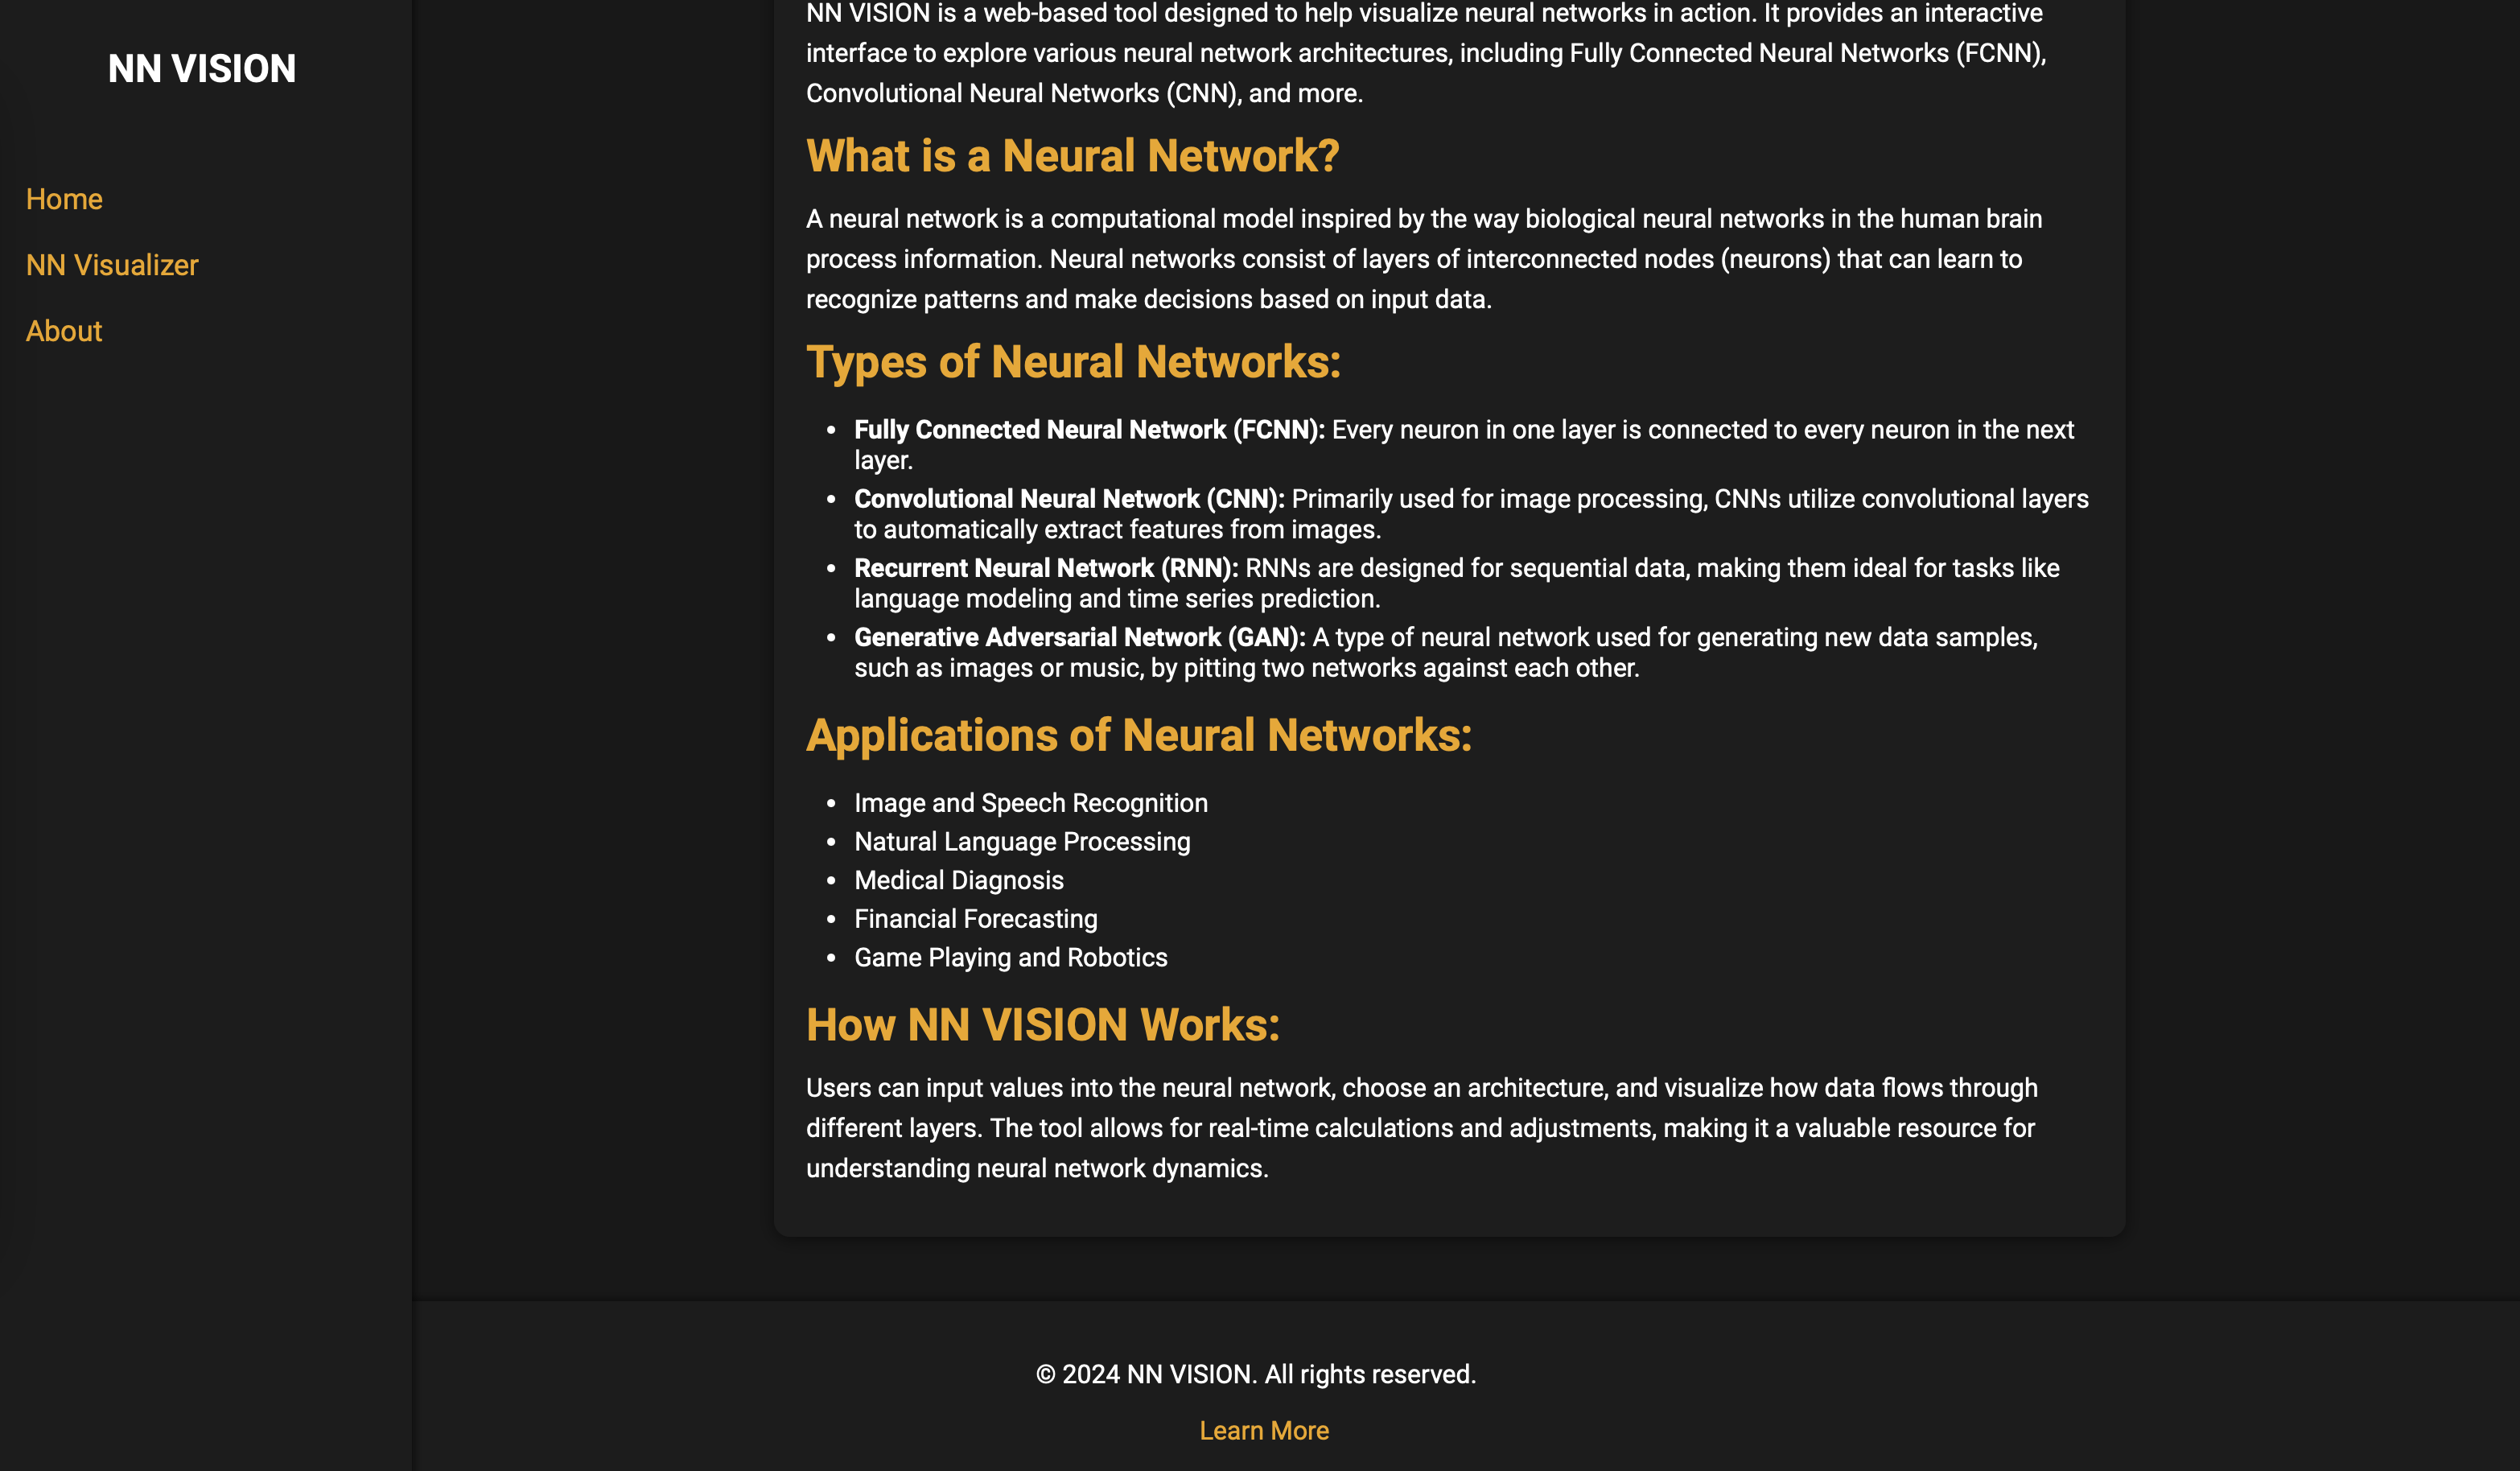 NN VISION
Home
NN Visualizer
About
NN VISION is a web-based tool designed to help visualize neural networks in action. It provides an interactive
interface to explore various neural network architectures, including Fully Connected Neural Networks (FCNN),
Convolutional Neural Networks (CNN), and more.
What is a Neural Network?
A neural network is a computational model inspired by the way biological neural networks in the human brain
process information. Neural networks consist of layers of interconnected nodes (neurons) that can learn to
recognize patterns and make decisions based on input data.
Types of Neural Networks:
• Fully Connected Neural Network (FCNN): Every neuron in one layer is connected to every neuron in the next
layer.
• Convolutional Neural Network (CNN): Primarily used for image processing, CNNs utilize convolutional layers
to automatically extract features from images.
• Recurrent Neural Network (RNN): RNNs are designed for sequential data, making them ideal for tasks like
language modeling and time series prediction.
• Generative Adversarial Network (GAN): A type of neural network used for generating new data samples,
such as images or music, by pitting two networks against each other.
Applications of Neural Networks:
• Image and Speech Recognition
• Natural Language Processing
• Medical Diagnosis
• Financial Forecasting
• Game Playing and Robotics
How NN VISION Works:
Users can input values into the neural network, choose an architecture, and visualize how data flows through
different layers. The tool allows for real-time calculations and adjustments, making it a valuable resource for
understanding neural network dynamics.
© 2024 NN VISION. All rights reserved.
Learn More